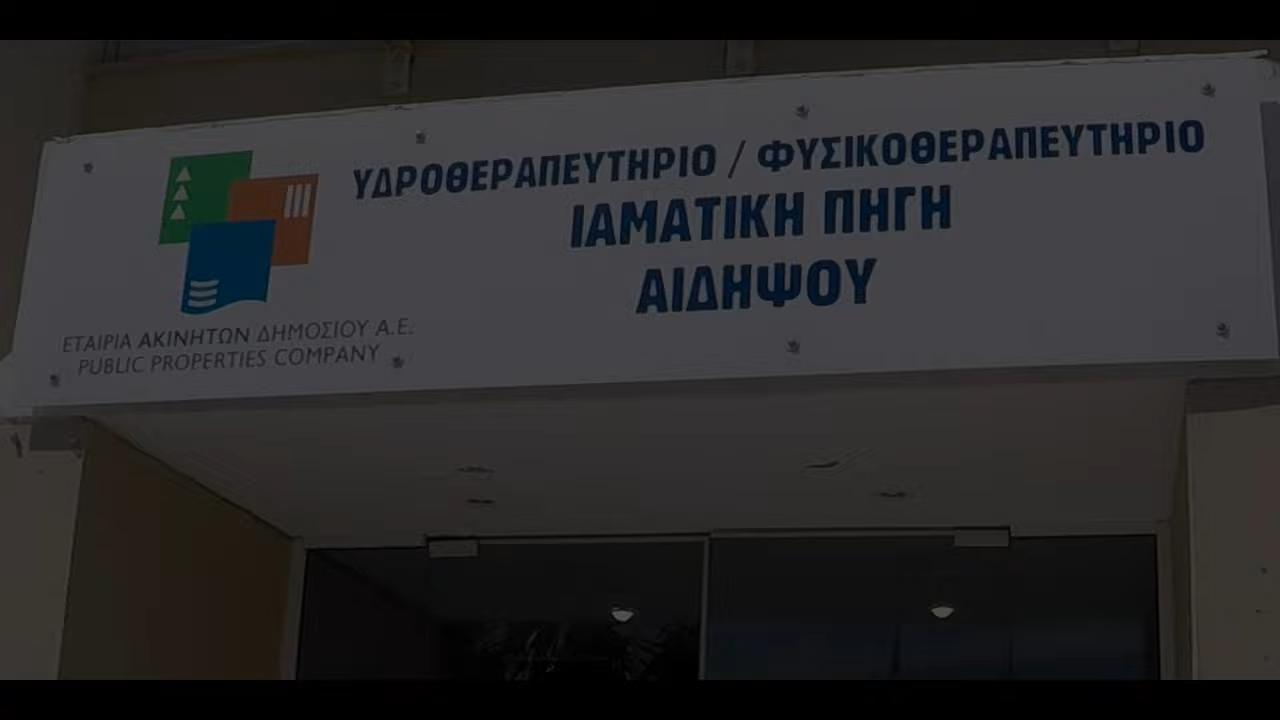 ΥΔΡΟΘΕΡΑΠΕΥΤΗΡΙΟ / ΦΥΣΙΚΟΘΕΡΑΠΕΥΤΗΡΙΟ
ΙΑΜΑΤΙΚΗ ΠΗΓΗ
ΑΙΔΗΨΟΥ
ΕΤΑΙΡΙΑ ΑΚΙΝΗΤΩΝ ΔΗΜΟΣΙΟΥ Α.Ε.
PUBLIC PROPERTIES COMPANY